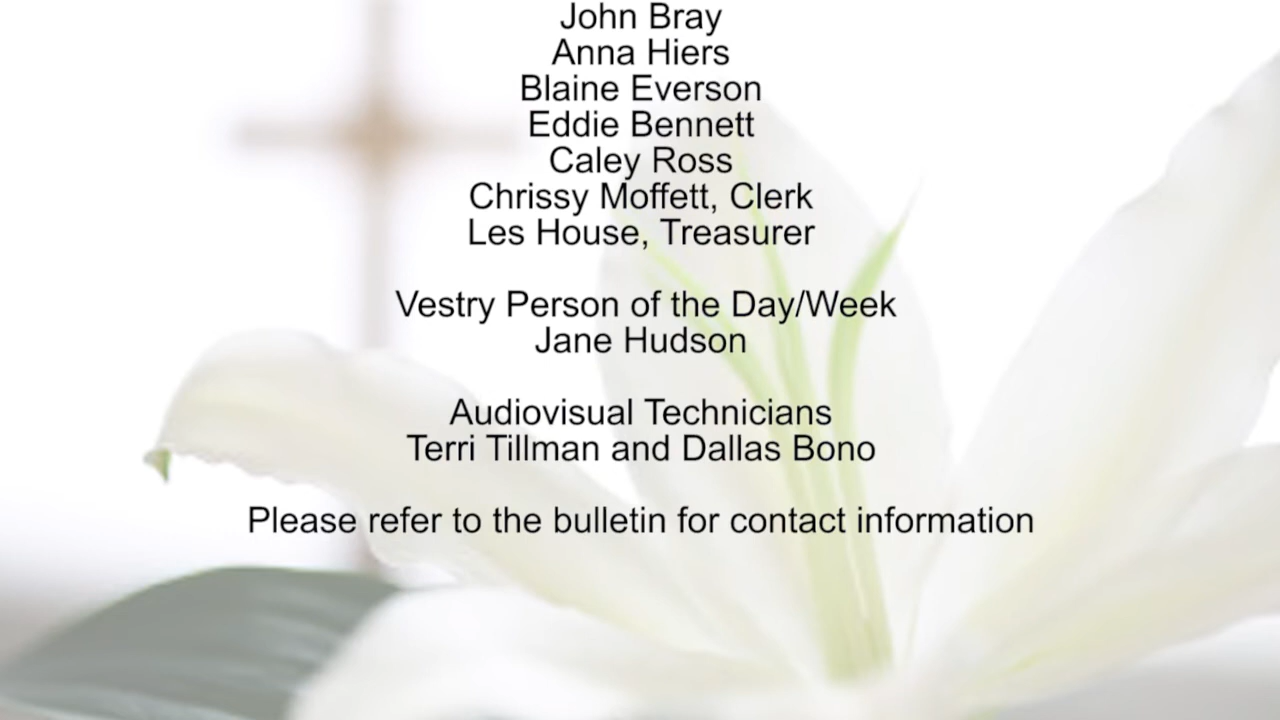 John Bray
Anna Hiers
Blaine Everson
Eddie Bennett
Caley Ross
Chrissy Moffett, Clerk
Les House, Treasurer
Vestry Person of the Day/Week
Jane Hudson
Audiovisual Technicians
Terri Tillman and Dallas Bono
Please refer to the bulletin for contact information